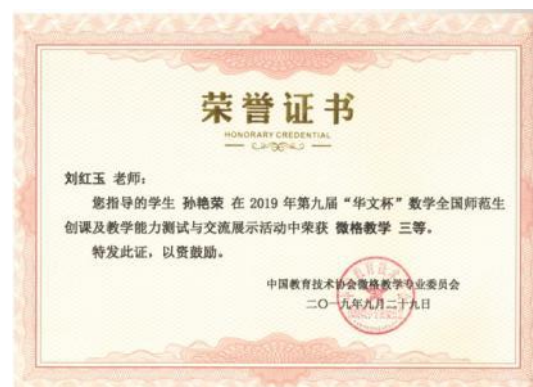 荣誉证书
HONORARY CREDENTIAL
刘红玉 老师：
您指导的学生 孙艳荣 在 2019 年第九届“华文杯”数学全国师范生
创课及教学能力测试与交流展示活动中荣获 微格教学 三等。
特发此证，以资鼓励。
中国教育技术协会微格教学专业委员会
二〇一九年九月二十九日